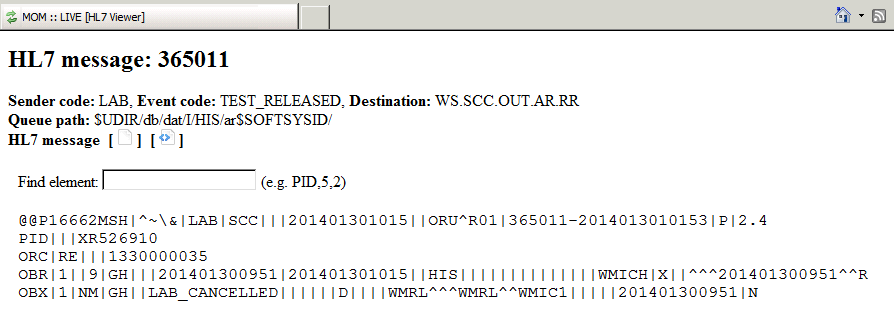 MOM :: LIVE [HL7 Viewer]
HL7 message: 365011
Sender code: LAB, Event code: TEST_RELEASED, Destination: WS.SCC.OUT.AR.RR
Queue path: $UDIR/db/dat/I/HIS/ar$SOFTSYSID/
HL7 message [ ] [ ]
Find element: (e.g. PID,5,2)
@@P16662MSH|^~\&|LAB|SCC|||201401301015||ORU^R01|365011-2014013010153|P|2.4
PID|||XR526910
ORC|RE|||1330000035
OBR|1||9|GH|||201401300951|201401301015||HIS||||||||||||||WMICH|X||^^^201401300951^^R
OBX|1|NM|GH||LAB_CANCELLED||||||D||||WMRL^^^WMRL^^WMIC1|||||201401300951|N